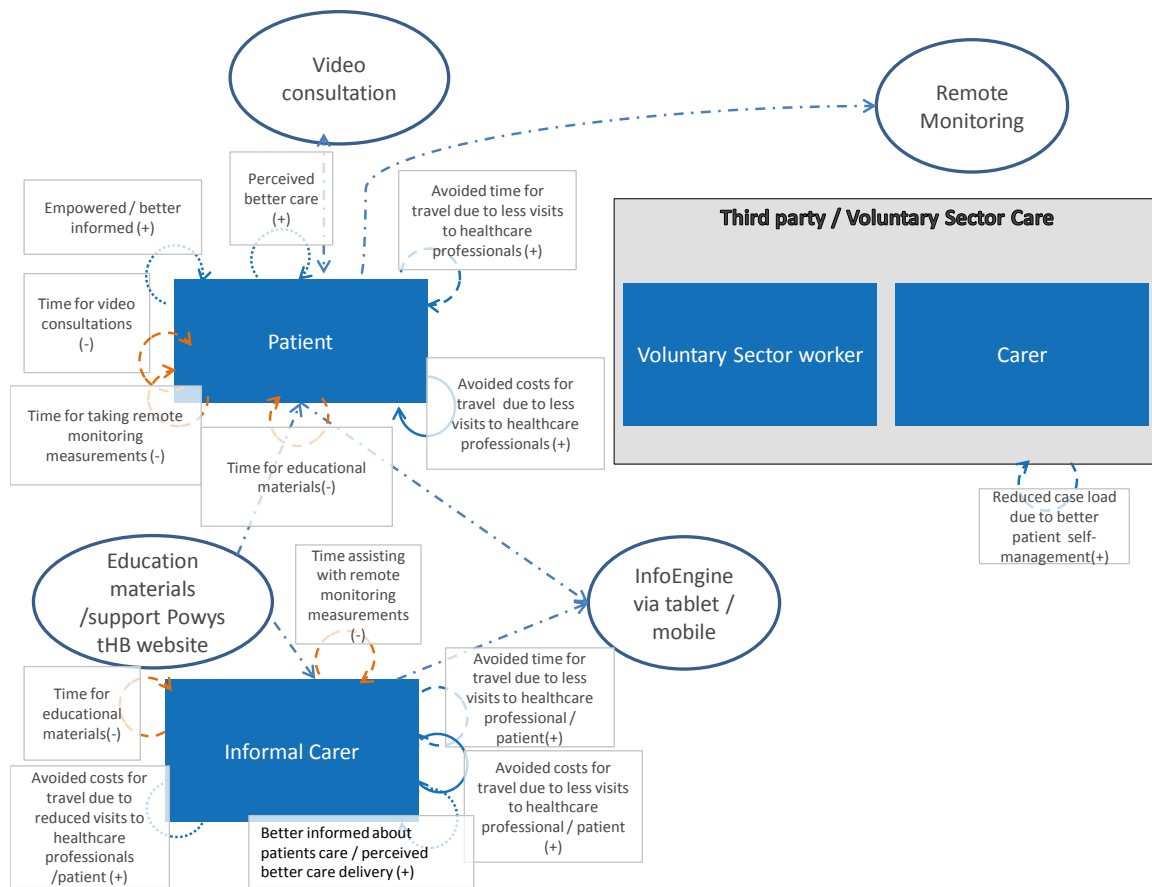 Video
consultation
Remote
Monitoring
Empowered / better
informed (+)
Perceived
better care
(+)
Avoided time for
travel due to less visits
to healthcare
professionals (+)
Third party / Voluntary Sector Care
Time for video
consultations
(-)
Patient
Voluntary Sector worker
Carer
Time for taking remote
monitoring
measurements (-)
Avoided costs for
travel due to less
visits to healthcare
professionals (+)
Time for educational
materials(-)
Reduced case load
due to better
patient self-
management(+)
Education
materials
/support Powys
tHB website
Time assisting
with remote
monitoring
measurements
(-)
InfoEngine
via tablet /
mobile
Time for
educational
materials(-)
Avoided time for
travel due to less
visits to healthcare
professional /
patient(+)
Informal Carer
Avoided costs for
travel due to
reduced visits to
healthcare
professionals
/patient (+)
Avoided costs for
travel due to less visits
to healthcare
professional / patient
(+)
Better informed about
patients care / perceived
better care delivery (+)